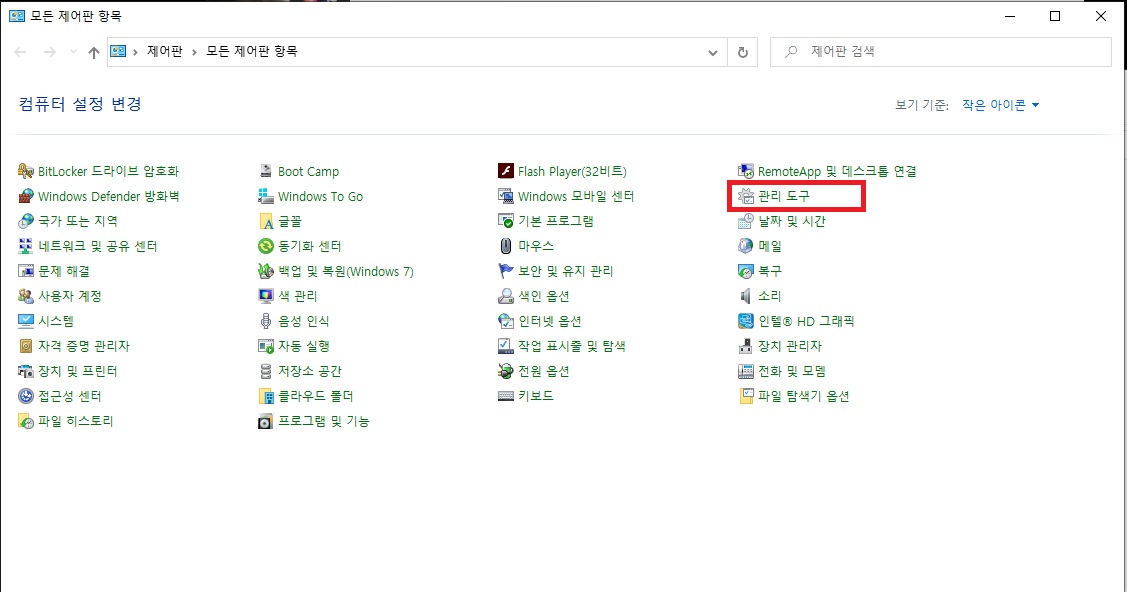 모든 제어판 항목
제어판 모든 제어판 항목
제어판 검색
컴퓨터 설정 변경
보기 기준: 작은 아이콘
BitLocker 드라이브 암호화 Boot Camp Flash Player(32비트) RemoteApp 및 데스크톱 연결
Windows Defender 방화벽 Windows To Go Windows 모바일 센터 관리 도구
국가 또는 지역 글꼴 기본 프로그램 날짜 및 시간
네트워크 및 공유 센터 동기화 센터 마우스 메일
문제 해결 백업 및 복원(Windows 7) 보안 및 유지 관리 복구
사용자 계정 색 관리 색인 옵션 소리
시스템 음성 인식 인터넷 옵션 인텔® HD 그래픽
자격 증명 관리자 자동 실행 작업 표시줄 및 탐색 장치 관리자
장치 및 프린터 저장소 공간 전원 옵션 전화 및 모뎀
접근성 센터 클라우드 폴더 키보드 파일 탐색기 옵션
파일 히스토리 프로그램 및 기능